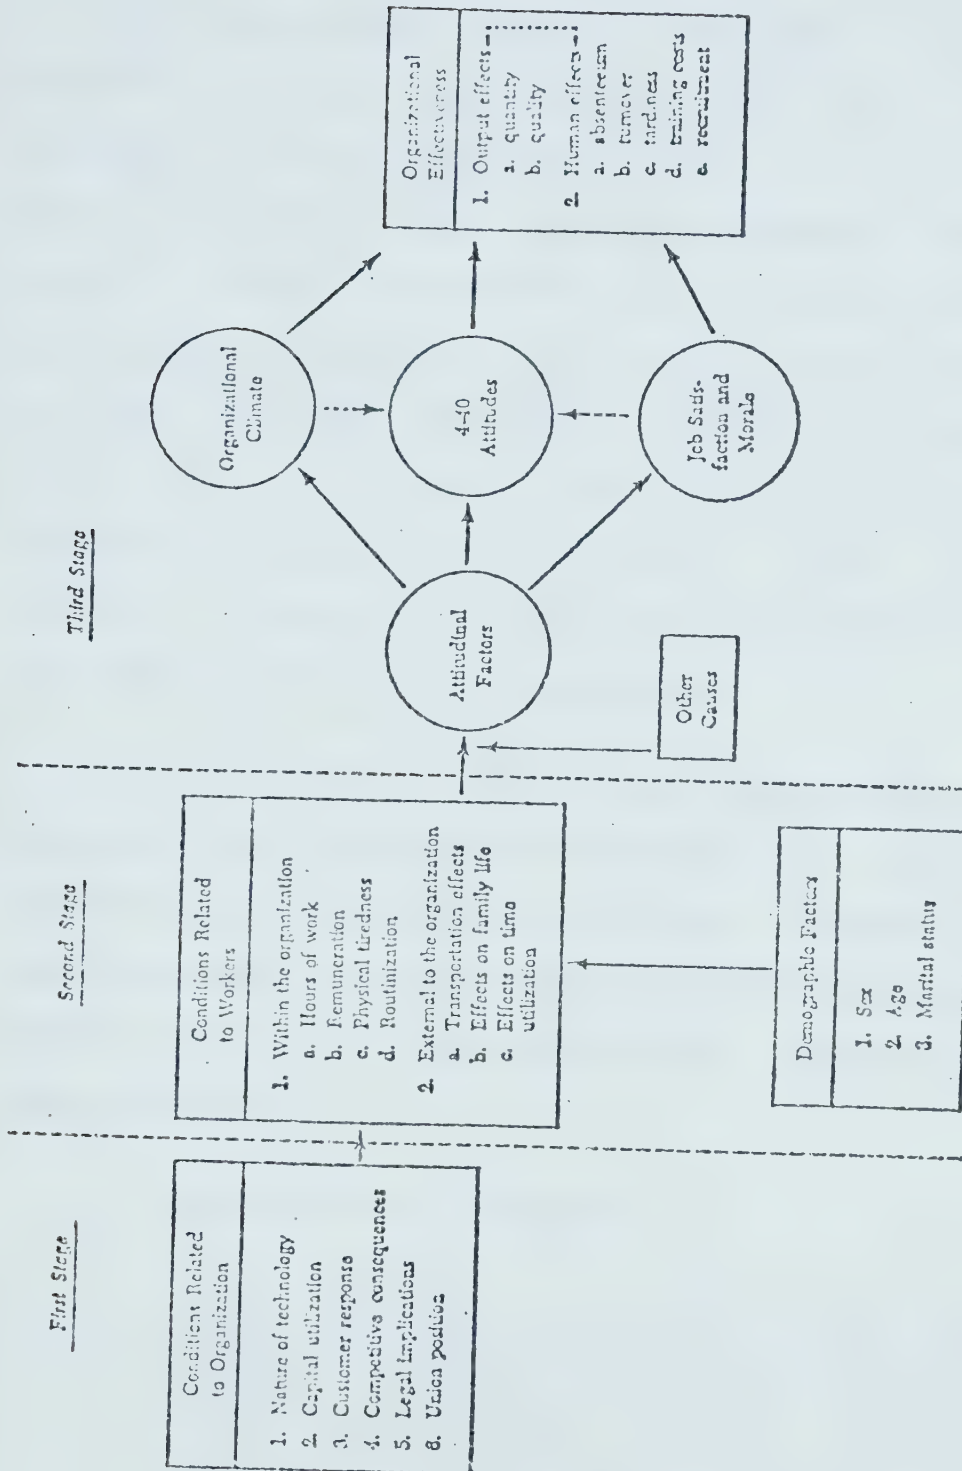 First Stage
Conditions Related
to Organization
1. Nature of technology
2. Capital utilization
3. Customer response
4. Competitive consequences
5. Legal implications
6. Union position
Second Stage
Conditions Related
to Workers
1. Within the organization
a. Hours of work
b. Remuneration
c. Physical tiredness
d. Routinization
2. External to the organization
a. Transportation effects
b. Effects on family life
c. Effects on time
utilization
Demographic Factors
1. Sex
2. Age
3. Marital status
Third Stage
Attitudinal
Factors
Other
Causes
Organizational
Climate
4-40
Attitudes
Job Satis-
faction and
Morale
Organizational
Effectiveness
1. Output effects
a. quantity
b. quality
2. Human effects
a. absenteeism
b. turnover
c. tardiness
d. training costs
e. recruitment